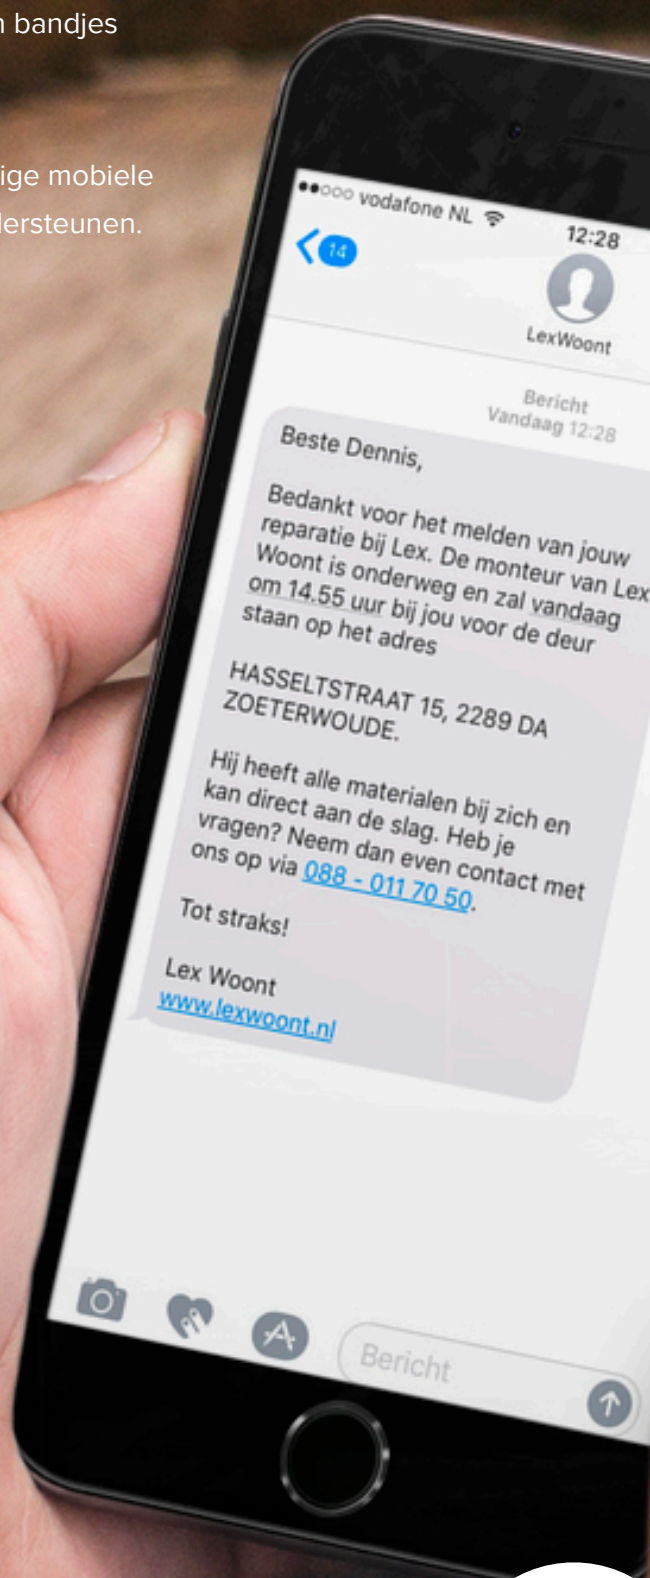 n bandjes
ige mobiele
dersteunen.
vodafone NL
12:28
14
LexWoont
Bericht
Vandaag 12:28
Beste Dennis,
Bedankt voor het melden van jouw
reparatie bij Lex. De monteur van Lex
Woont is onderweg en zal vandaag
om 14.55 uur bij jou voor de deur
staan op het adres
HASSELTSTRAAT 15, 2289 DA
ZOETERWOUDE.
Hij heeft alle materialen bij zich en
kan direct aan de slag. Heb je
vragen? Neem dan even contact met
ons op via 088 - 011 70 50.
Tot straks!
Lex Woont
www.lexwoont.nl
Bericht